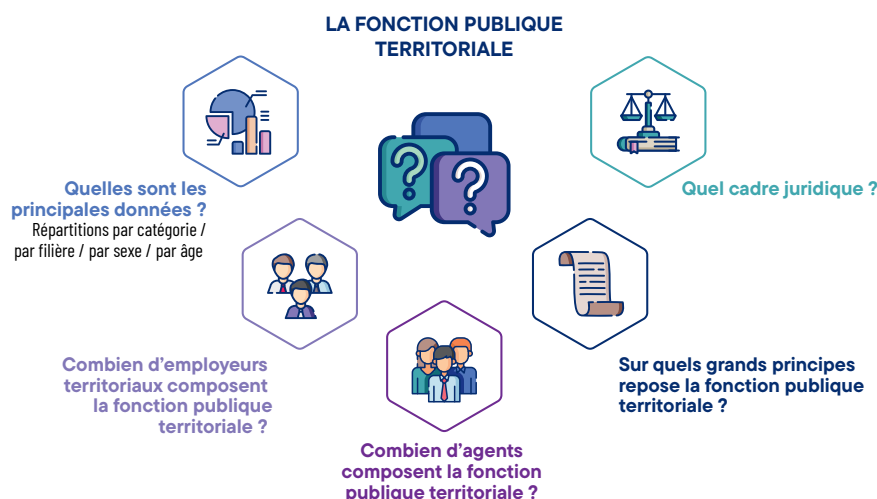 LA FONCTION PUBLIQUE
TERRITORIALE
Quelles sont les
principales données ?
Répartitions par catégorie /
par filière / par sexe / par âge
Quel cadre juridique ?
Combien d'employeurs
territoriaux composent
la fonction publique
territoriale ?
Sur quels grands principes
repose la fonction publique
territoriale ?
Combien d'agents
composent la fonction
publique territoriale ?